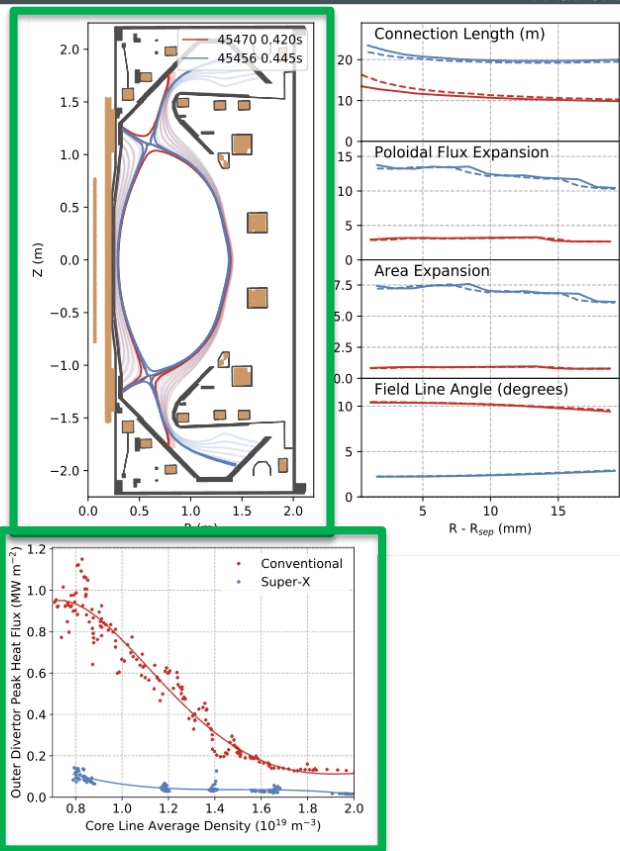 45470 0.420s
45456 0.445s
2.0
1.5
1.0
0.5
0.0
−0.5
−1.0
−1.5
−2.0
Z (m)
0.0 0.5 1.0 1.5 2.0
Connection Length (m)
20
10
0
Poloidal Flux Expansion
15
10
5
0
Area Expansion
7.5
5.0
2.5
0.0
Field Line Angle (degrees)
10
5
0
5 10 15
R - Rsep (mm)
Outer Divertor Peak Heat Flux (MW m−2)
1.2
1.0
0.8
0.6
0.4
0.2
0.0
Conventional
Super-X
0.8 1.0 1.2 1.4 1.6 1.8 2.0
Core Line Average Density (10¹⁹ m⁻³)